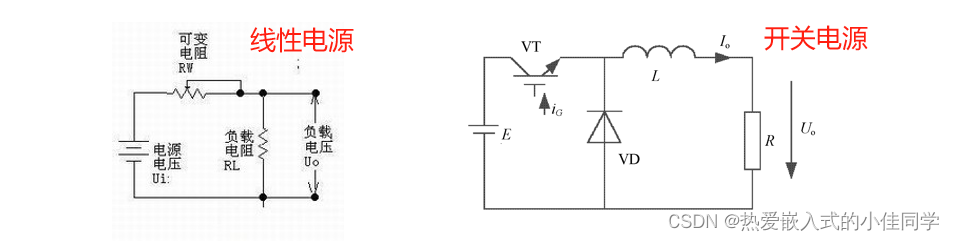 线性电源
可变
电阻
RW
电源
电压
Ui:
负载
电阻
RL
负载
电压
Uo
开关电源
VT
iG
E
VD
L
Io
R
Uo
CSDN @热爱嵌入式的小佳同学